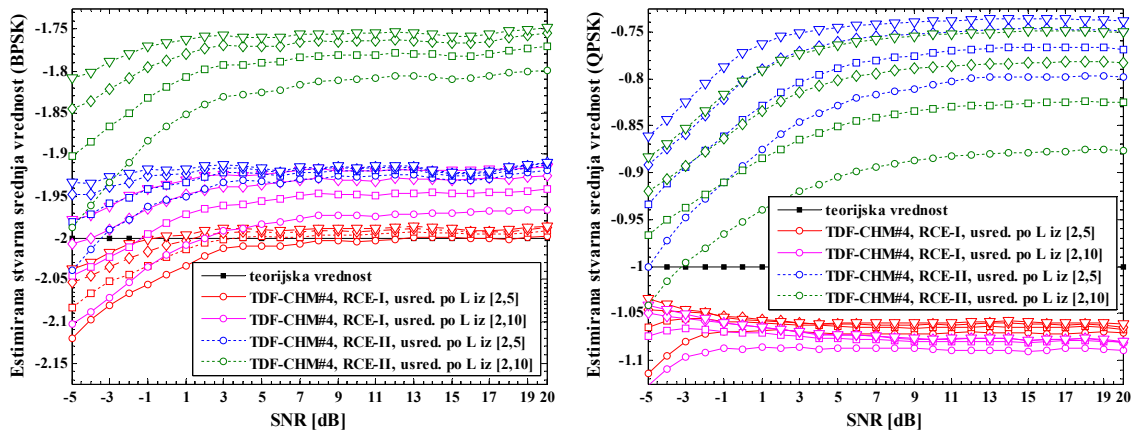 Estimirana stvarna srednja vrednost (BPSK)
-1.75
-1.8
-1.85
-1.9
-1.95
-2
-2.05
-2.1
-2.15
teorijska vrednost
TDF-CHM#4, RCE-I, usred. po L iz [2,5]
TDF-CHM#4, RCE-I, usred. po L iz [2,10]
TDF-CHM#4, RCE-II, usred. po L iz [2,5]
TDF-CHM#4, RCE-II, usred. po L iz [2,10]
-5 -3 -1 1 3 5 7 9 11 13 15 17 19 20
SNR [dB]
Estimirana stvarna srednja vrednost (QPSK)
-0.75
-0.8
-0.85
-0.9
-0.95
-1
-1.05
-1.1
teorijska vrednost
TDF-CHM#4, RCE-I, usred. po L iz [2,5]
TDF-CHM#4, RCE-I, usred. po L iz [2,10]
TDF-CHM#4, RCE-II, usred. po L iz [2,5]
TDF-CHM#4, RCE-II, usred. po L iz [2,10]
-5 -3 -1 1 3 5 7 9 11 13 15 17 19 20
SNR [dB]